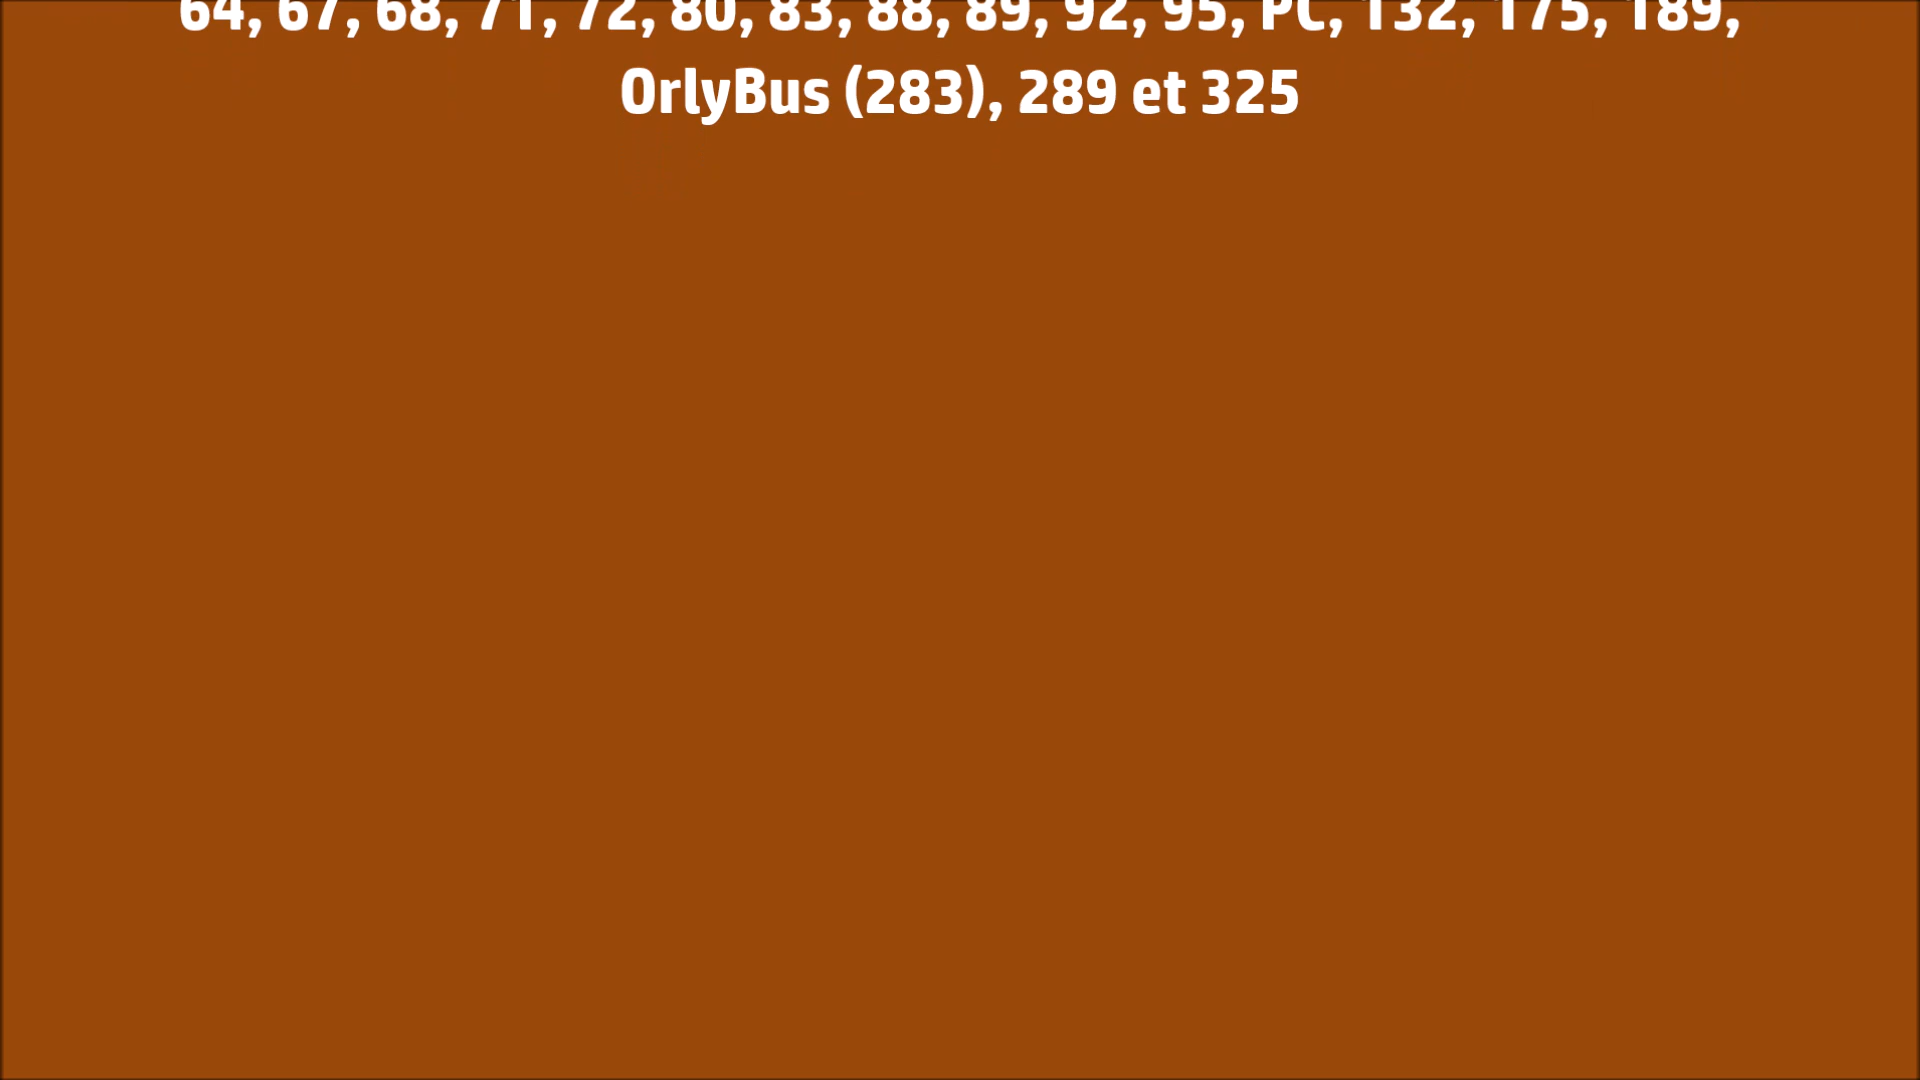 64, 67, 68, 71, 72, 80, 83, 88, 89, 92, 95, PC, 132, 175, 189,
OrlyBus (283), 289 et 325